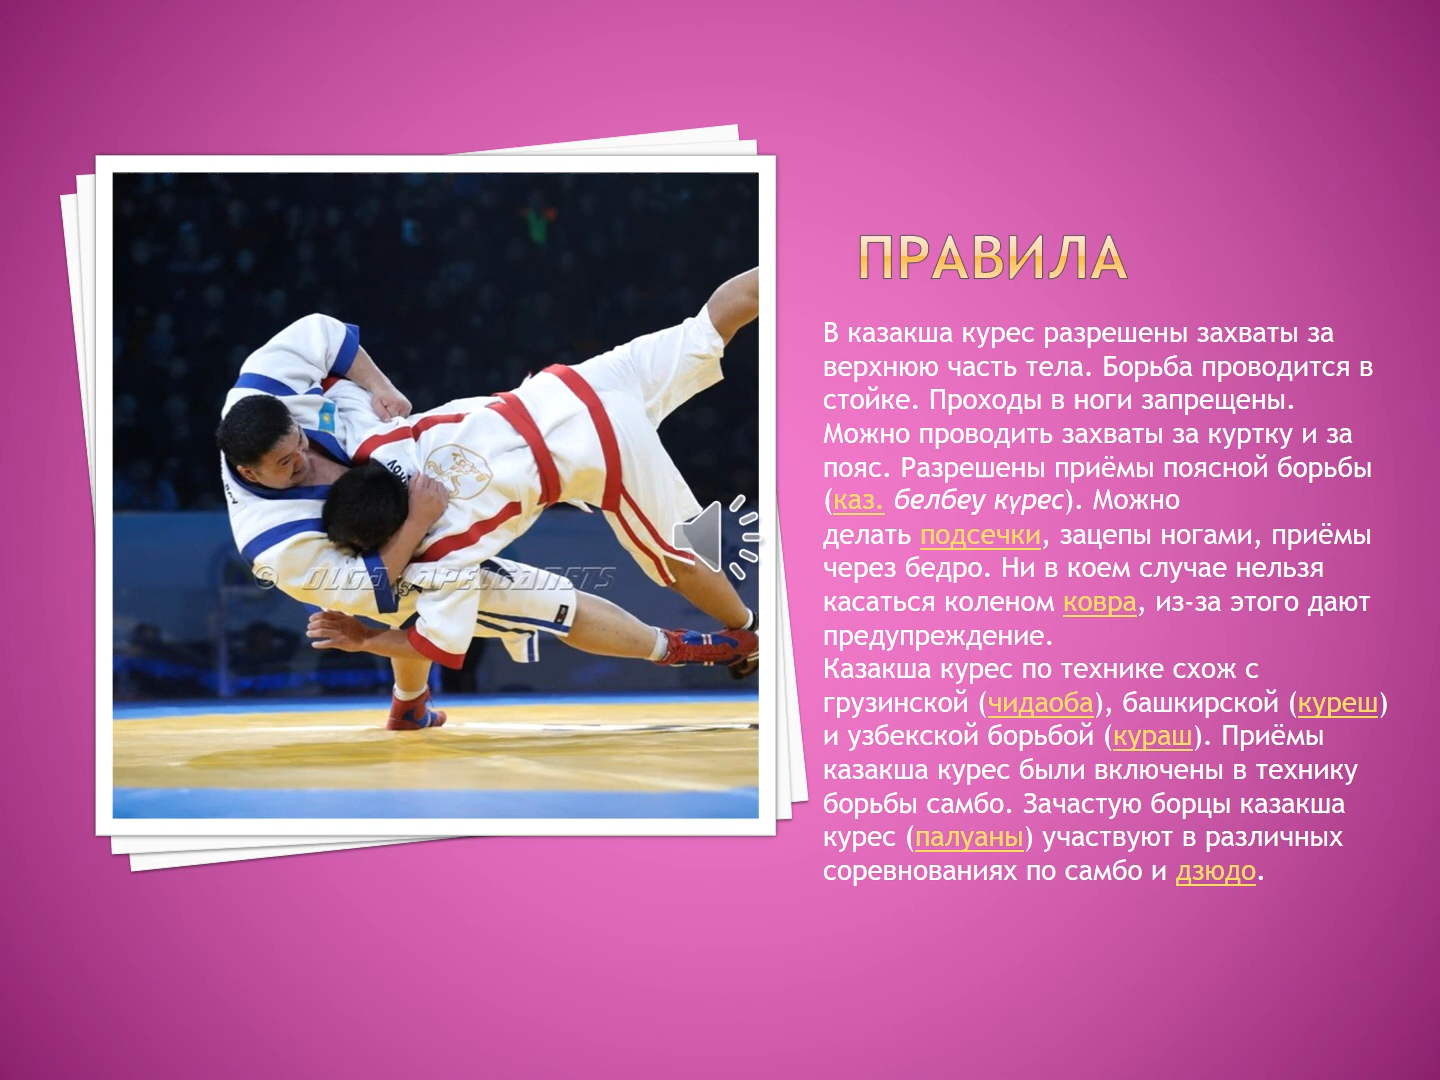 ПРАВИЛА
В казакша курес разрешены захваты за
верхнюю часть тела. Борьба проводится в
стойке. Проходы в ноги запрещены.
Можно проводить захваты за куртку и за
пояс. Разрешены приёмы поясной борьбы
(каз. белбеу күрес). Можно
делать подсечки, зацепы ногами, приёмы
через бедро. Ни в коем случае нельзя
касаться коленом ковра, из-за этого дают
предупреждение.
Казакша курес по технике схож с
грузинской (чидаоба), башкирской (куреш)
и узбекской борьбой (кураш). Приёмы
казакша курес были включены в технику
борьбы самбо. Зачастую борцы казакша
курес (палуаны) участвуют в различных
соревнованиях по самбо и дзюдо.